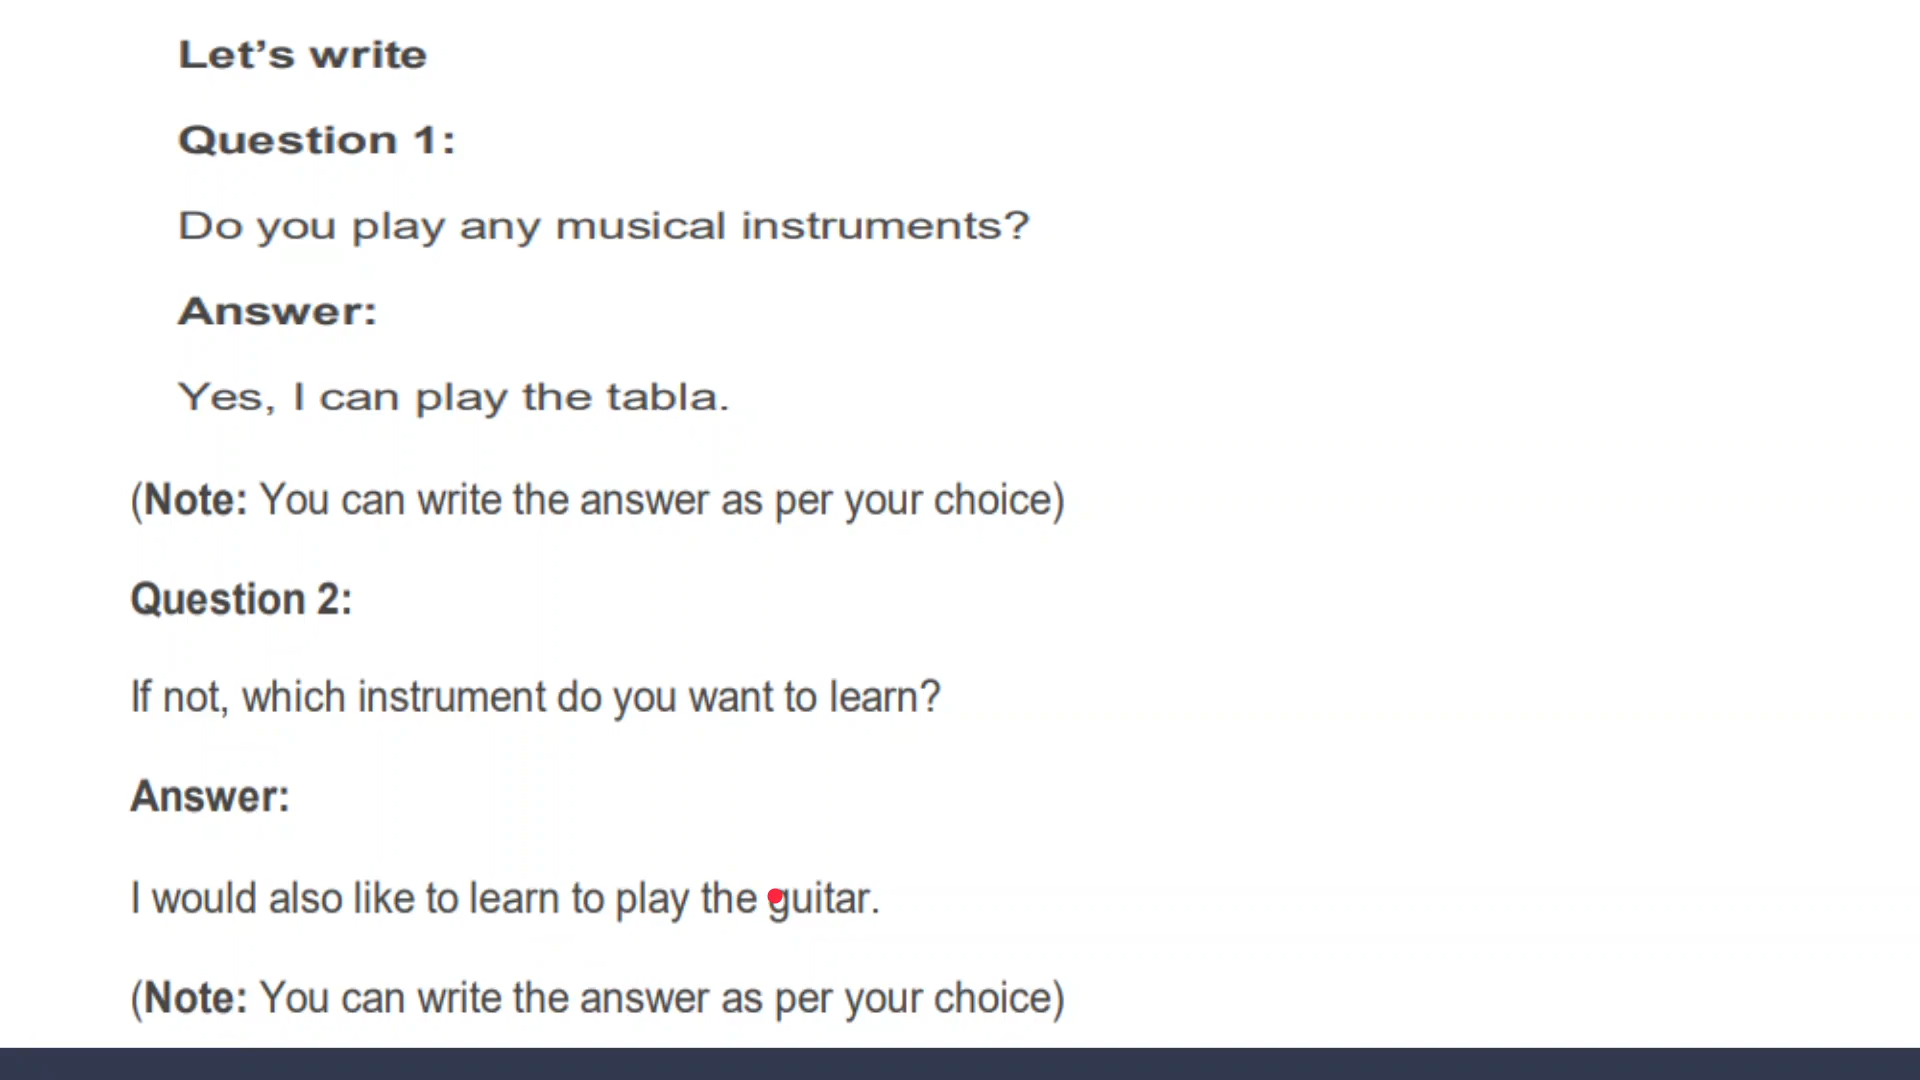 Let’s write
Question 1:
Do you play any musical instruments?
Answer:
Yes, I can play the tabla.
(Note: You can write the answer as per your choice)
Question 2:
If not, which instrument do you want to learn?
Answer:
I would also like to learn to play the guitar.
(Note: You can write the answer as per your choice)